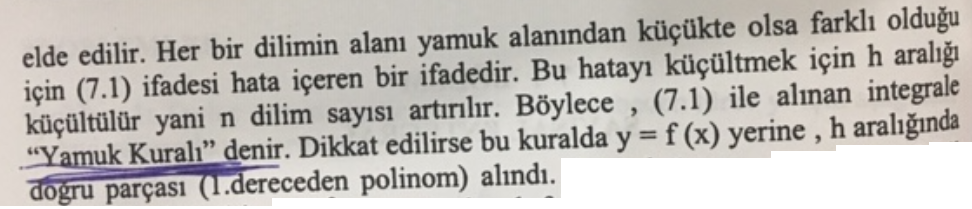 elde edilir. Her bir dilimin alanı yamuk alanından küçükte olsa farklı olduğu
için (7.1) ifadesi hata içeren bir ifadedir. Bu hatayı küçültmek için h aralığı
küçültülür yani n dilim sayısı artırılır. Böylece , (7.1) ile alınan integrale
“Yamuk Kuralı” denir. Dikkat edilirse bu kuralda y = f (x) yerine , h aralığında
doğru parçası (1.dereceden polinom) alındı.